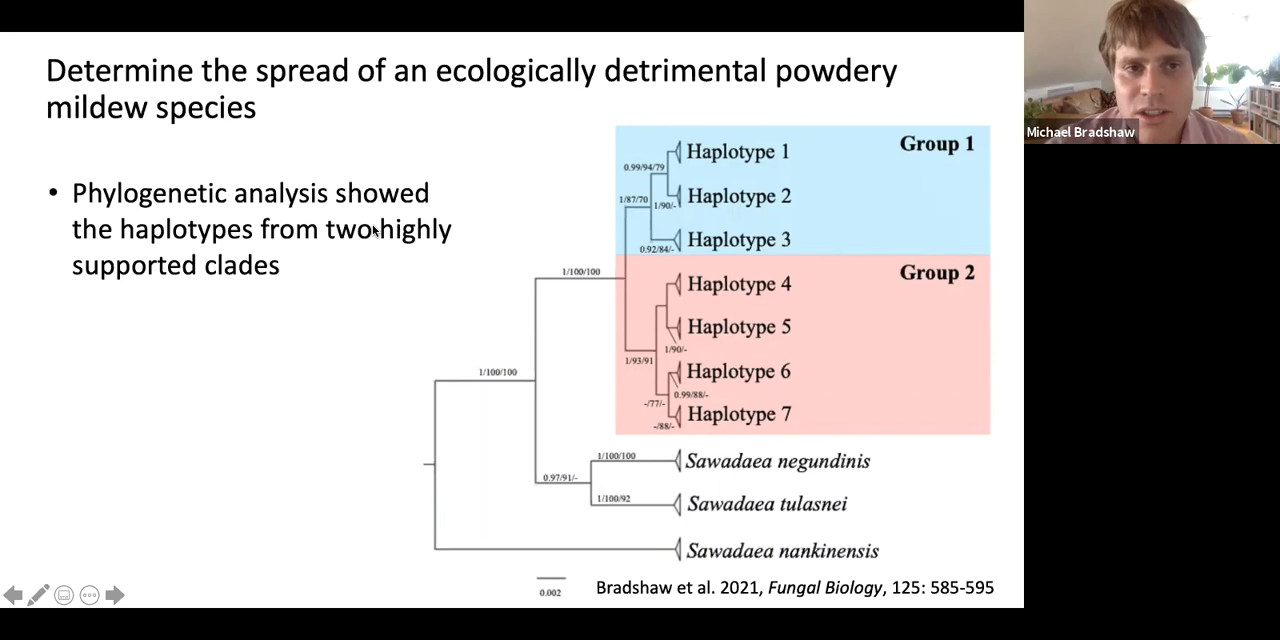 Determine the spread of an ecologically detrimental powdery
mildew species
• Phylogenetic analysis showed
the haplotypes from two highly
supported clades
Group 1
Haplotype 1
0.99/94/79
Haplotype 2
1/87/70
1/90/-
Haplotype 3
0.92/84/-
Group 2
1/100/100
Haplotype 4
Haplotype 5
1/90/-
1/93/91
Haplotype 6
0.99/88/-
-/77/-
Haplotype 7
-/88/-
1/100/100
1/100/100
Sawadaea negundinis
0.97/91/-
1/100/92
Sawadaea tulasnei
Sawadaea nankinensis
0.002
Bradshaw et al. 2021, Fungal Biology, 125: 585-595
Michael Bradshaw